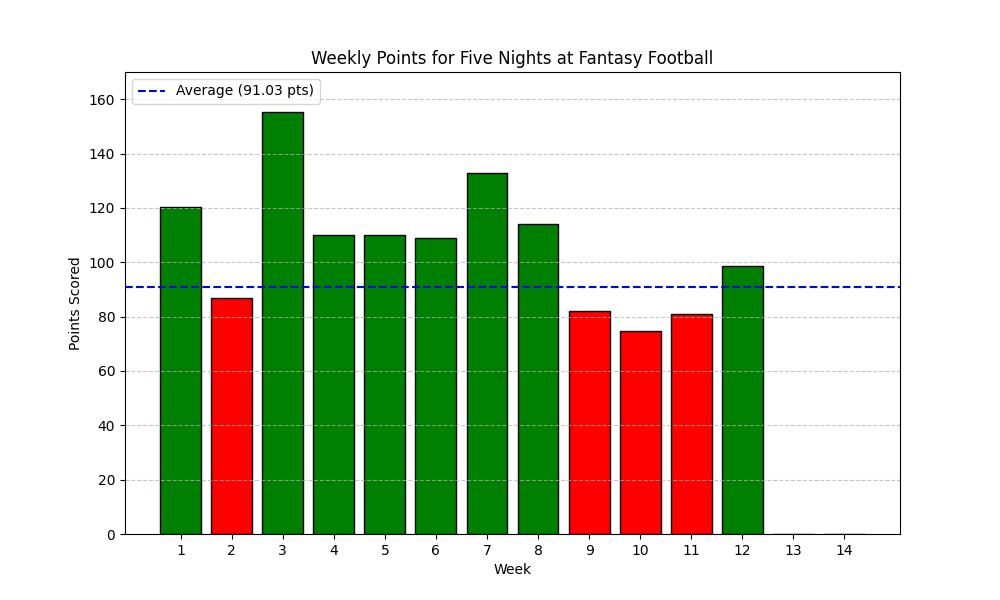 Weekly Points for Five Nights at Fantasy Football
Average (91.03 pts)
160
140
120
100
80
60
40
20
0
Points Scored
1 2 3 4 5 6 7 8 9 10 11 12 13 14
Week